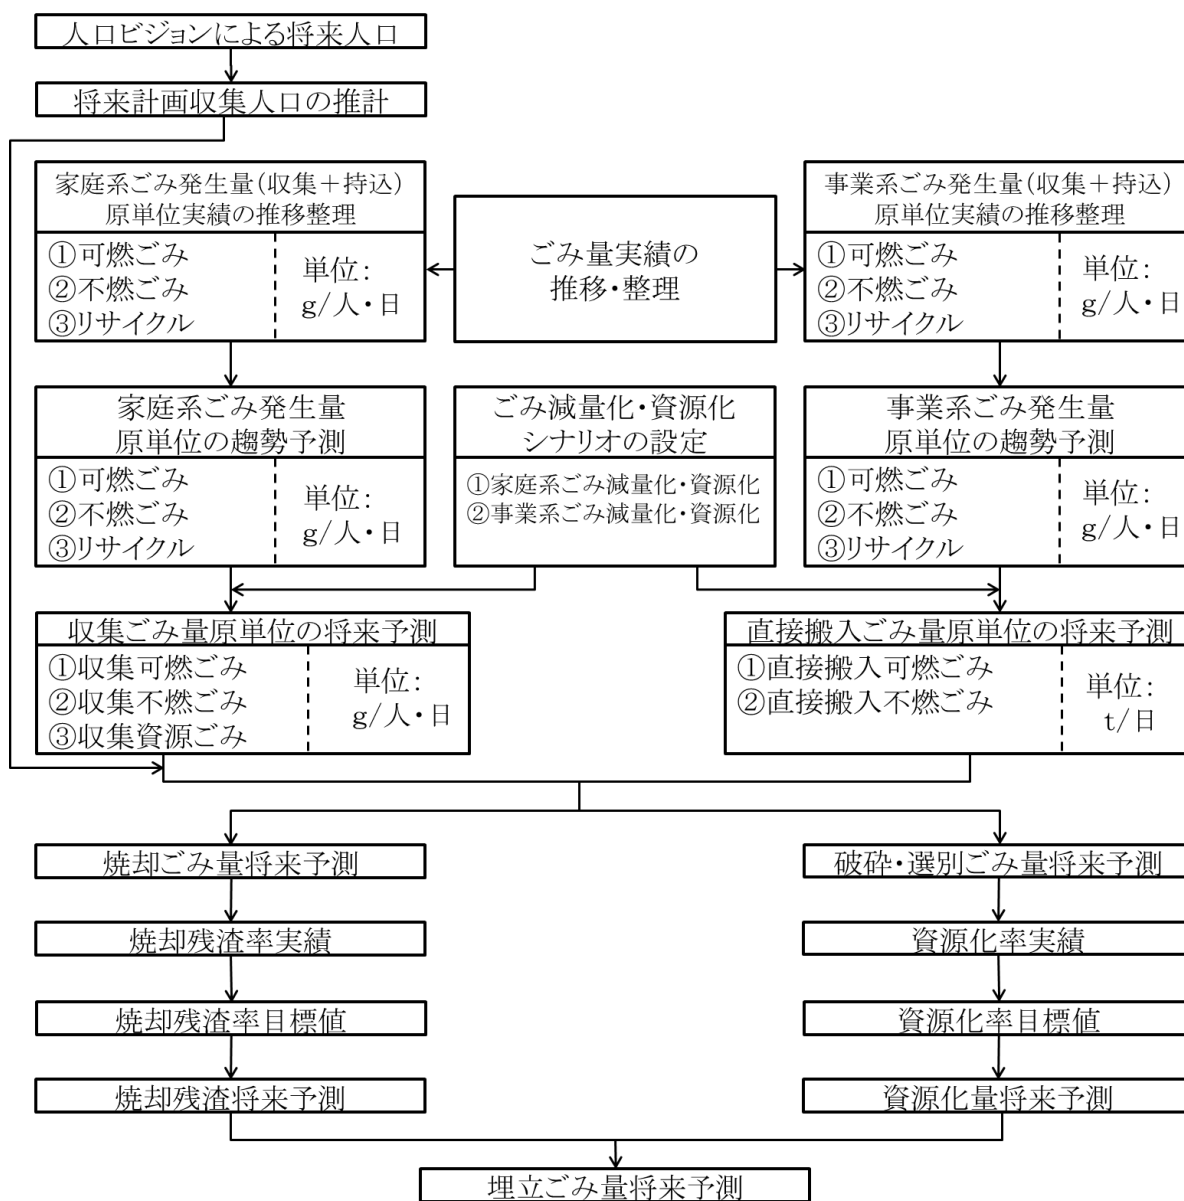 人口ビジョンによる将来人口
将来計画収集人口の推計
家庭系ごみ発生量(収集＋持込)
原単位実績の推移整理
①可燃ごみ
②不燃ごみ
③リサイクル
単位：
g/人・日
ごみ量実績の
推移・整理
事業系ごみ発生量(収集＋持込)
原単位実績の推移整理
①可燃ごみ
②不燃ごみ
③リサイクル
単位：
g/人・日
家庭系ごみ発生量
原単位の趨勢予測
①可燃ごみ
②不燃ごみ
③リサイクル
単位：
g/人・日
ごみ減量化・資源化
シナリオの設定
①家庭系ごみ減量化・資源化
②事業系ごみ減量化・資源化
事業系ごみ発生量
原単位の趨勢予測
①可燃ごみ
②不燃ごみ
③リサイクル
単位：
g/人・日
収集ごみ量原単位の将来予測
①収集可燃ごみ
②収集不燃ごみ
③収集資源ごみ
単位：
g/人・日
直接搬入ごみ量原単位の将来予測
①直接搬入可燃ごみ
②直接搬入不燃ごみ
単位：
t/日
焼却ごみ量将来予測
破砕・選別ごみ量将来予測
焼却残渣率実績
資源化率実績
焼却残渣率目標値
資源化率目標値
焼却残渣将来予測
資源化量将来予測
埋立ごみ量将来予測